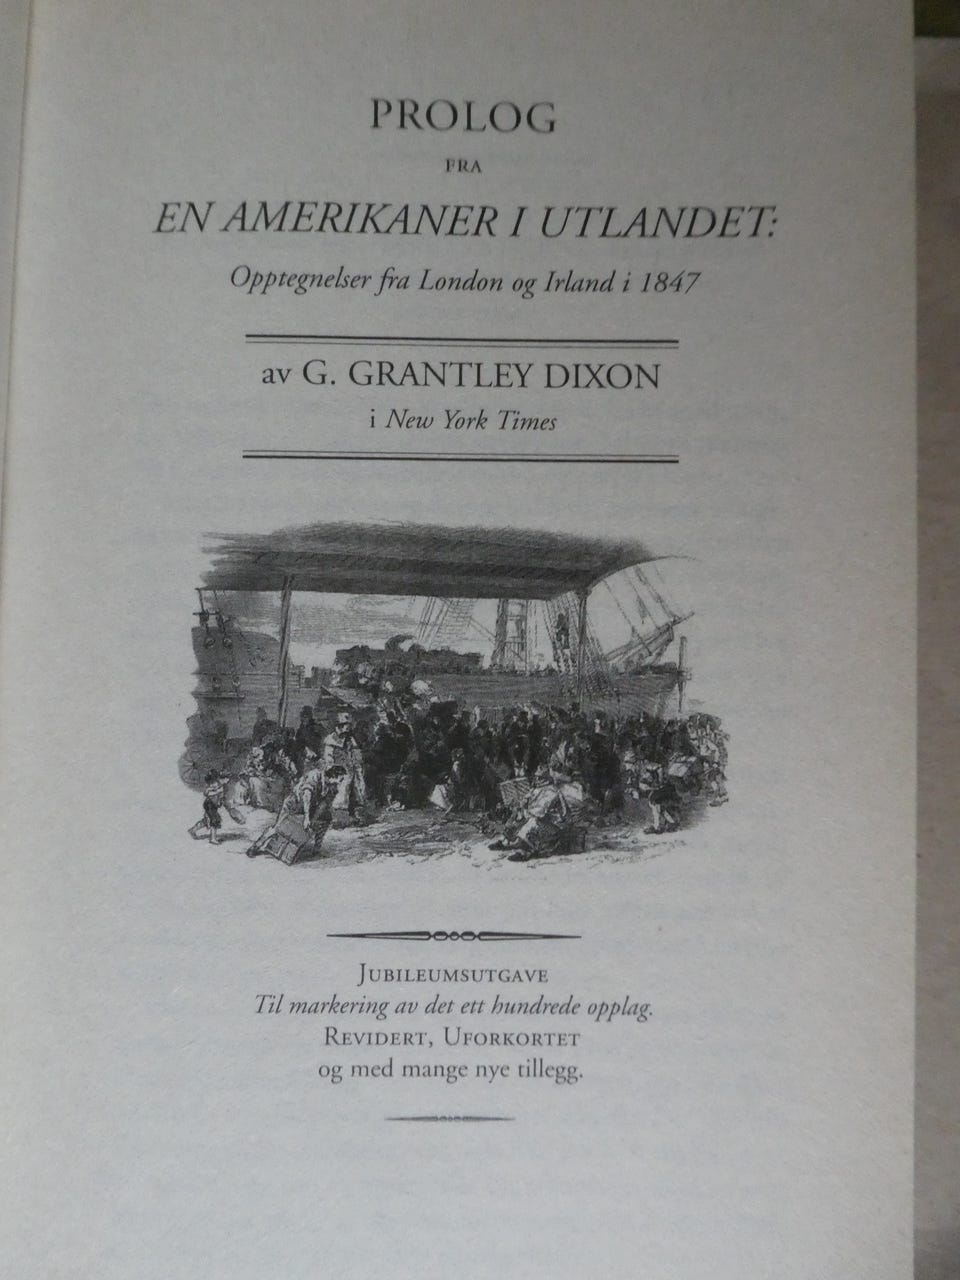 PROLOG
FRA
EN AMERIKANER I UTLANDET:
Opptegnelser fra London og Irland i 1847
av G. GRANTLEY DIXON
i New York Times
JUBILEUMSUTGAVE
Til markering av det ett hundrede opplag.
REVIDERT, UFORKORTET
og med mange nye tillegg.